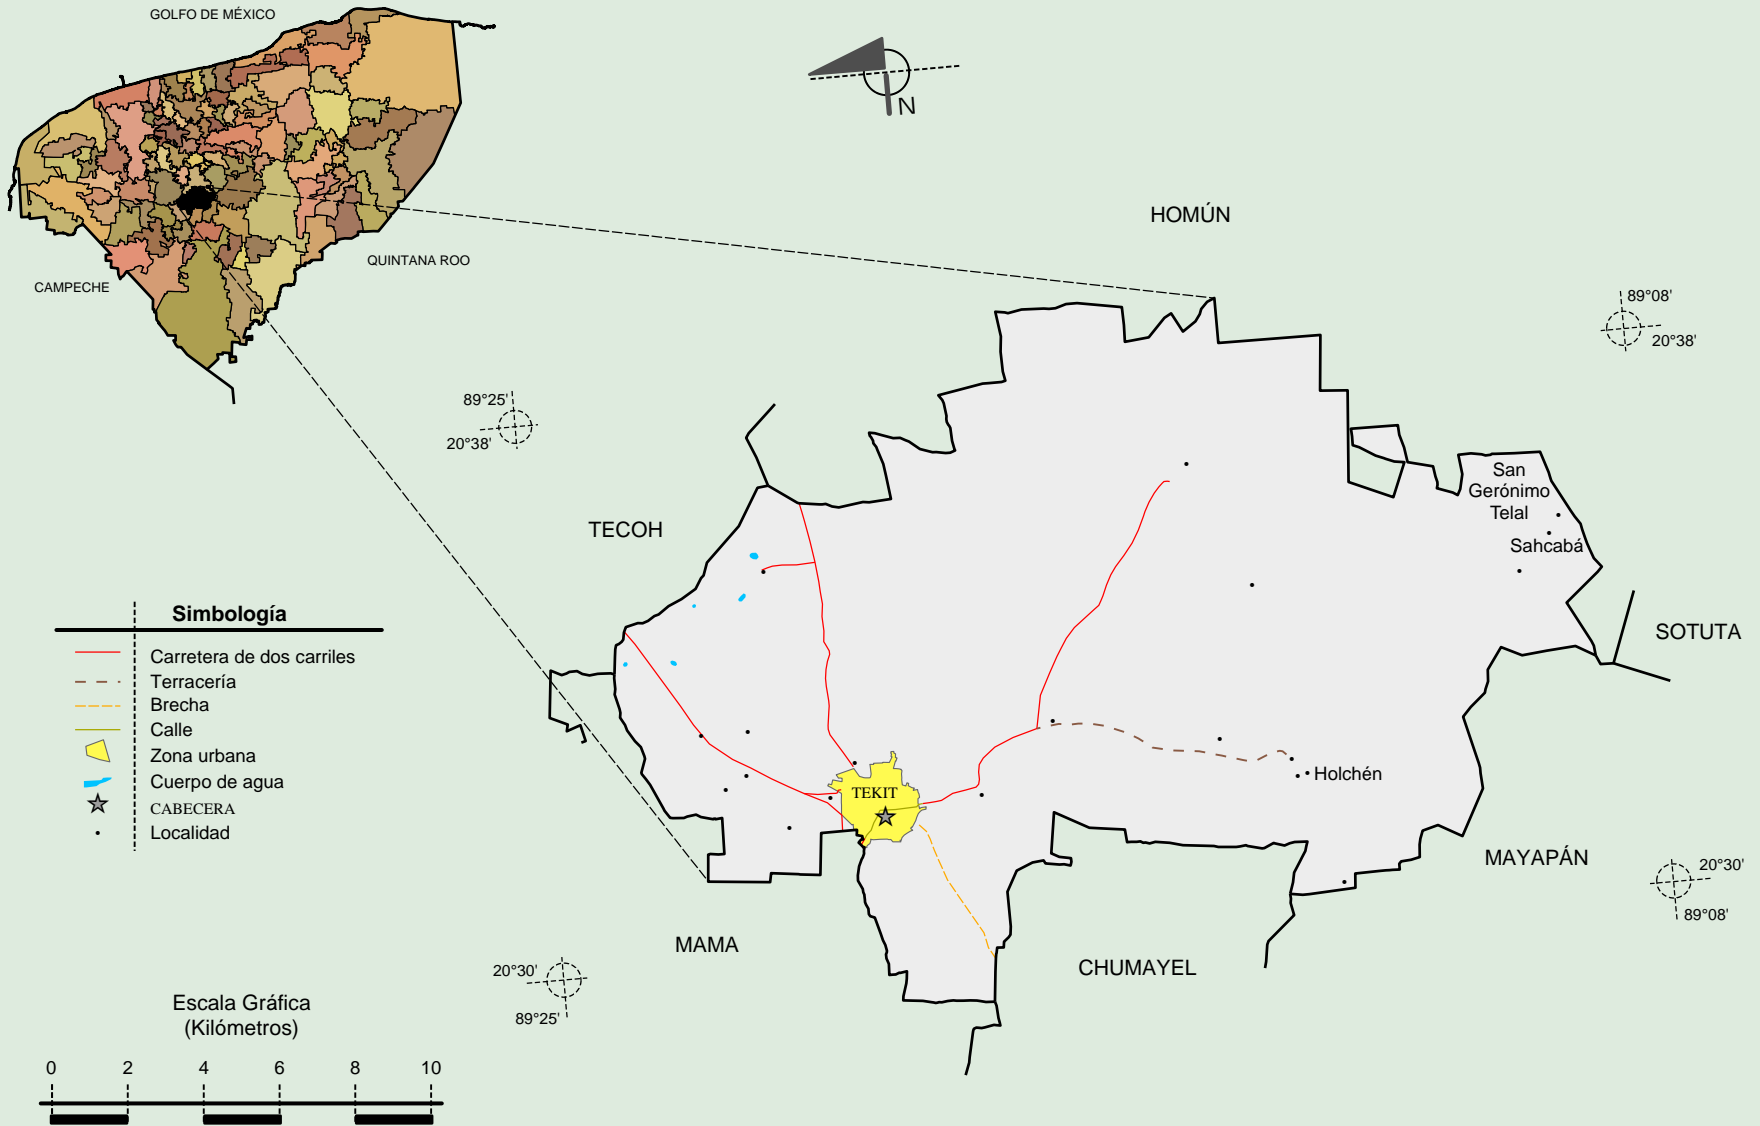 GOLFO DE MÉXICO
CAMPECHE
QUINTANA ROO
N
HOMÚN
89°08'
20°38'
89°25'
20°38'
TECOH
San
Gerónimo
Telal
Sahcabá
SOTUTA
Simbología
Carretera de dos carriles
Terracería
Brecha
Calle
Zona urbana
Cuerpo de agua
CABECERA
Localidad
TEKIT
Holchén
MAYAPÁN
20°30'
89°08'
MAMA
CHUMAYEL
20°30'
89°25'
Escala Gráfica
(Kilómetros)
0 2 4 6 8 10